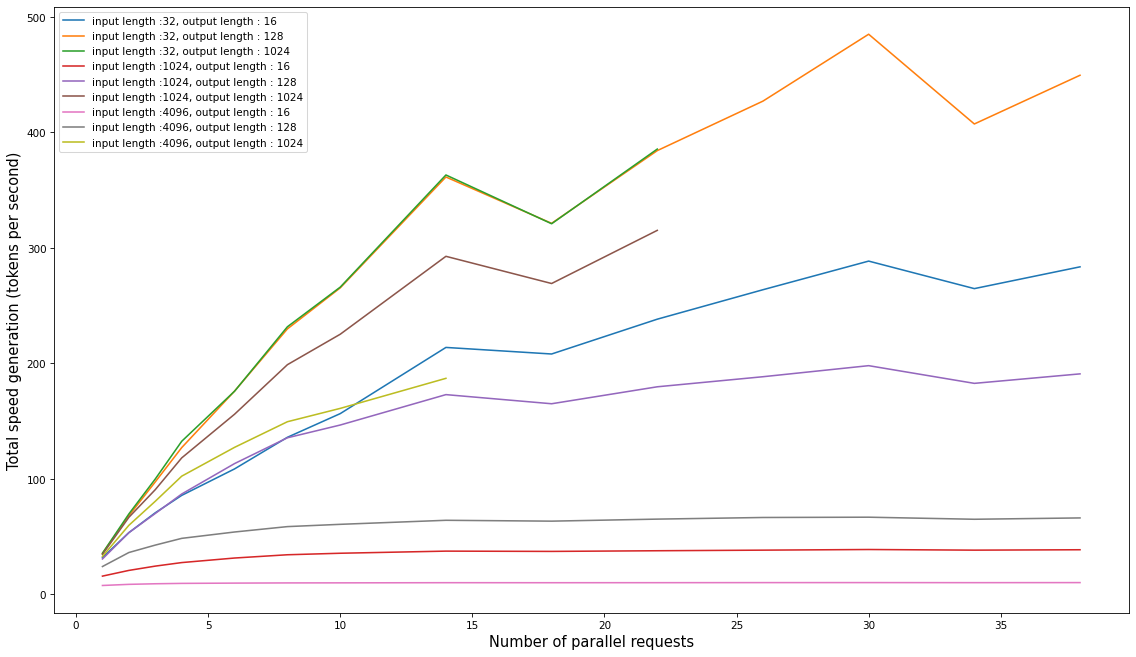 input length :32, output length : 16
input length :32, output length : 128
input length :32, output length : 1024
input length :1024, output length : 16
input length :1024, output length : 128
input length :1024, output length : 1024
input length :4096, output length : 16
input length :4096, output length : 128
input length :4096, output length : 1024
Total speed generation (tokens per second)
500
400
300
200
100
0
0 5 10 15 20 25 30 35
Number of parallel requests